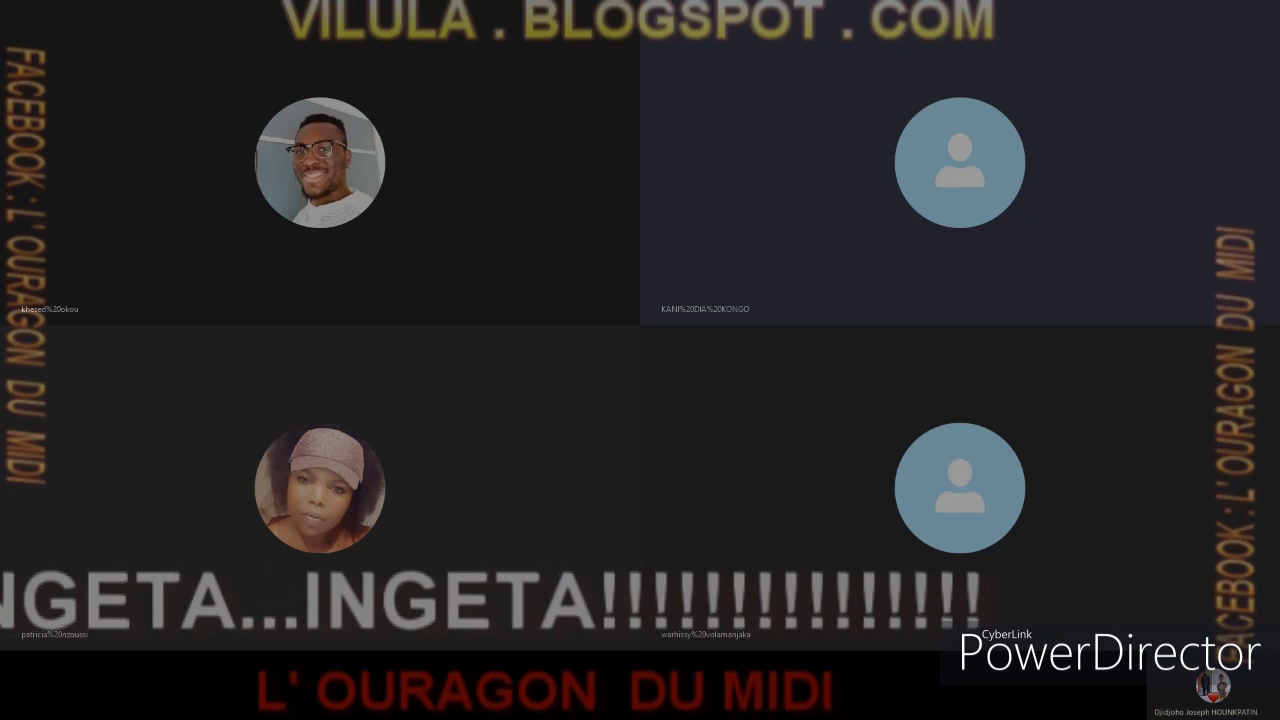 VILULA . BLOGSPOT . COM
FACEBOOK : L' OURAGON DU MIDI
khesed%20okou
KANI%20DIA%20KONGO
FACEBOOK : L' OURAGON DU MIDI
NGETA...INGETA!!!!!!!!!!!!!!!
patricia%20nzoussi
warhissy%20volamanjaka
CyberLink
PowerDirector
L' OURAGON DU MIDI
Djidjoho Joseph HOUNKPATIN